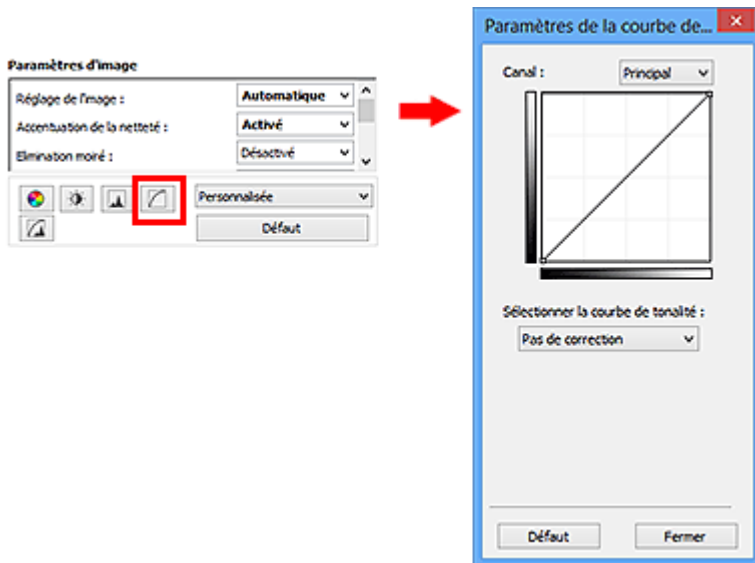 Paramètres d'image
Réglage de l'image : Automatique
Accentuation de la netteté : Activé
Elimination moiré : Désactivé
Personnalisée
Défaut
Paramètres de la courbe de...
Canal : Principal
Sélectionner la courbe de tonalité :
Pas de correction
Défaut Fermer